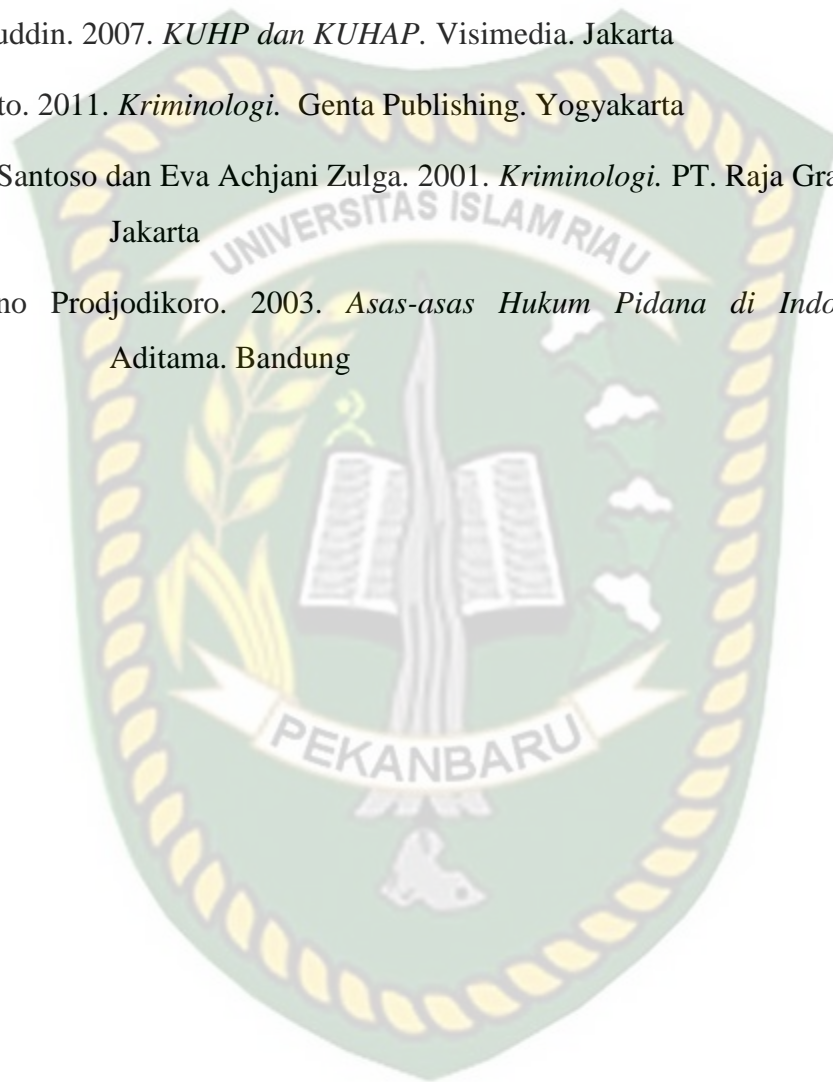 uddin. 2007. KUHP dan KUHAP. Visimedia. Jakarta
to. 2011. Kriminologi. Genta Publishing. Yogyakarta
Santoso dan Eva Achjani Zulga. 2001. Kriminologi. PT. Raja Gra
Jakarta
no Prodjodikoro. 2003. Asas-asas Hukum Pidana di Indo
Aditama. Bandung
UNIVERSITAS ISLAM RIAU
PEKANBARU